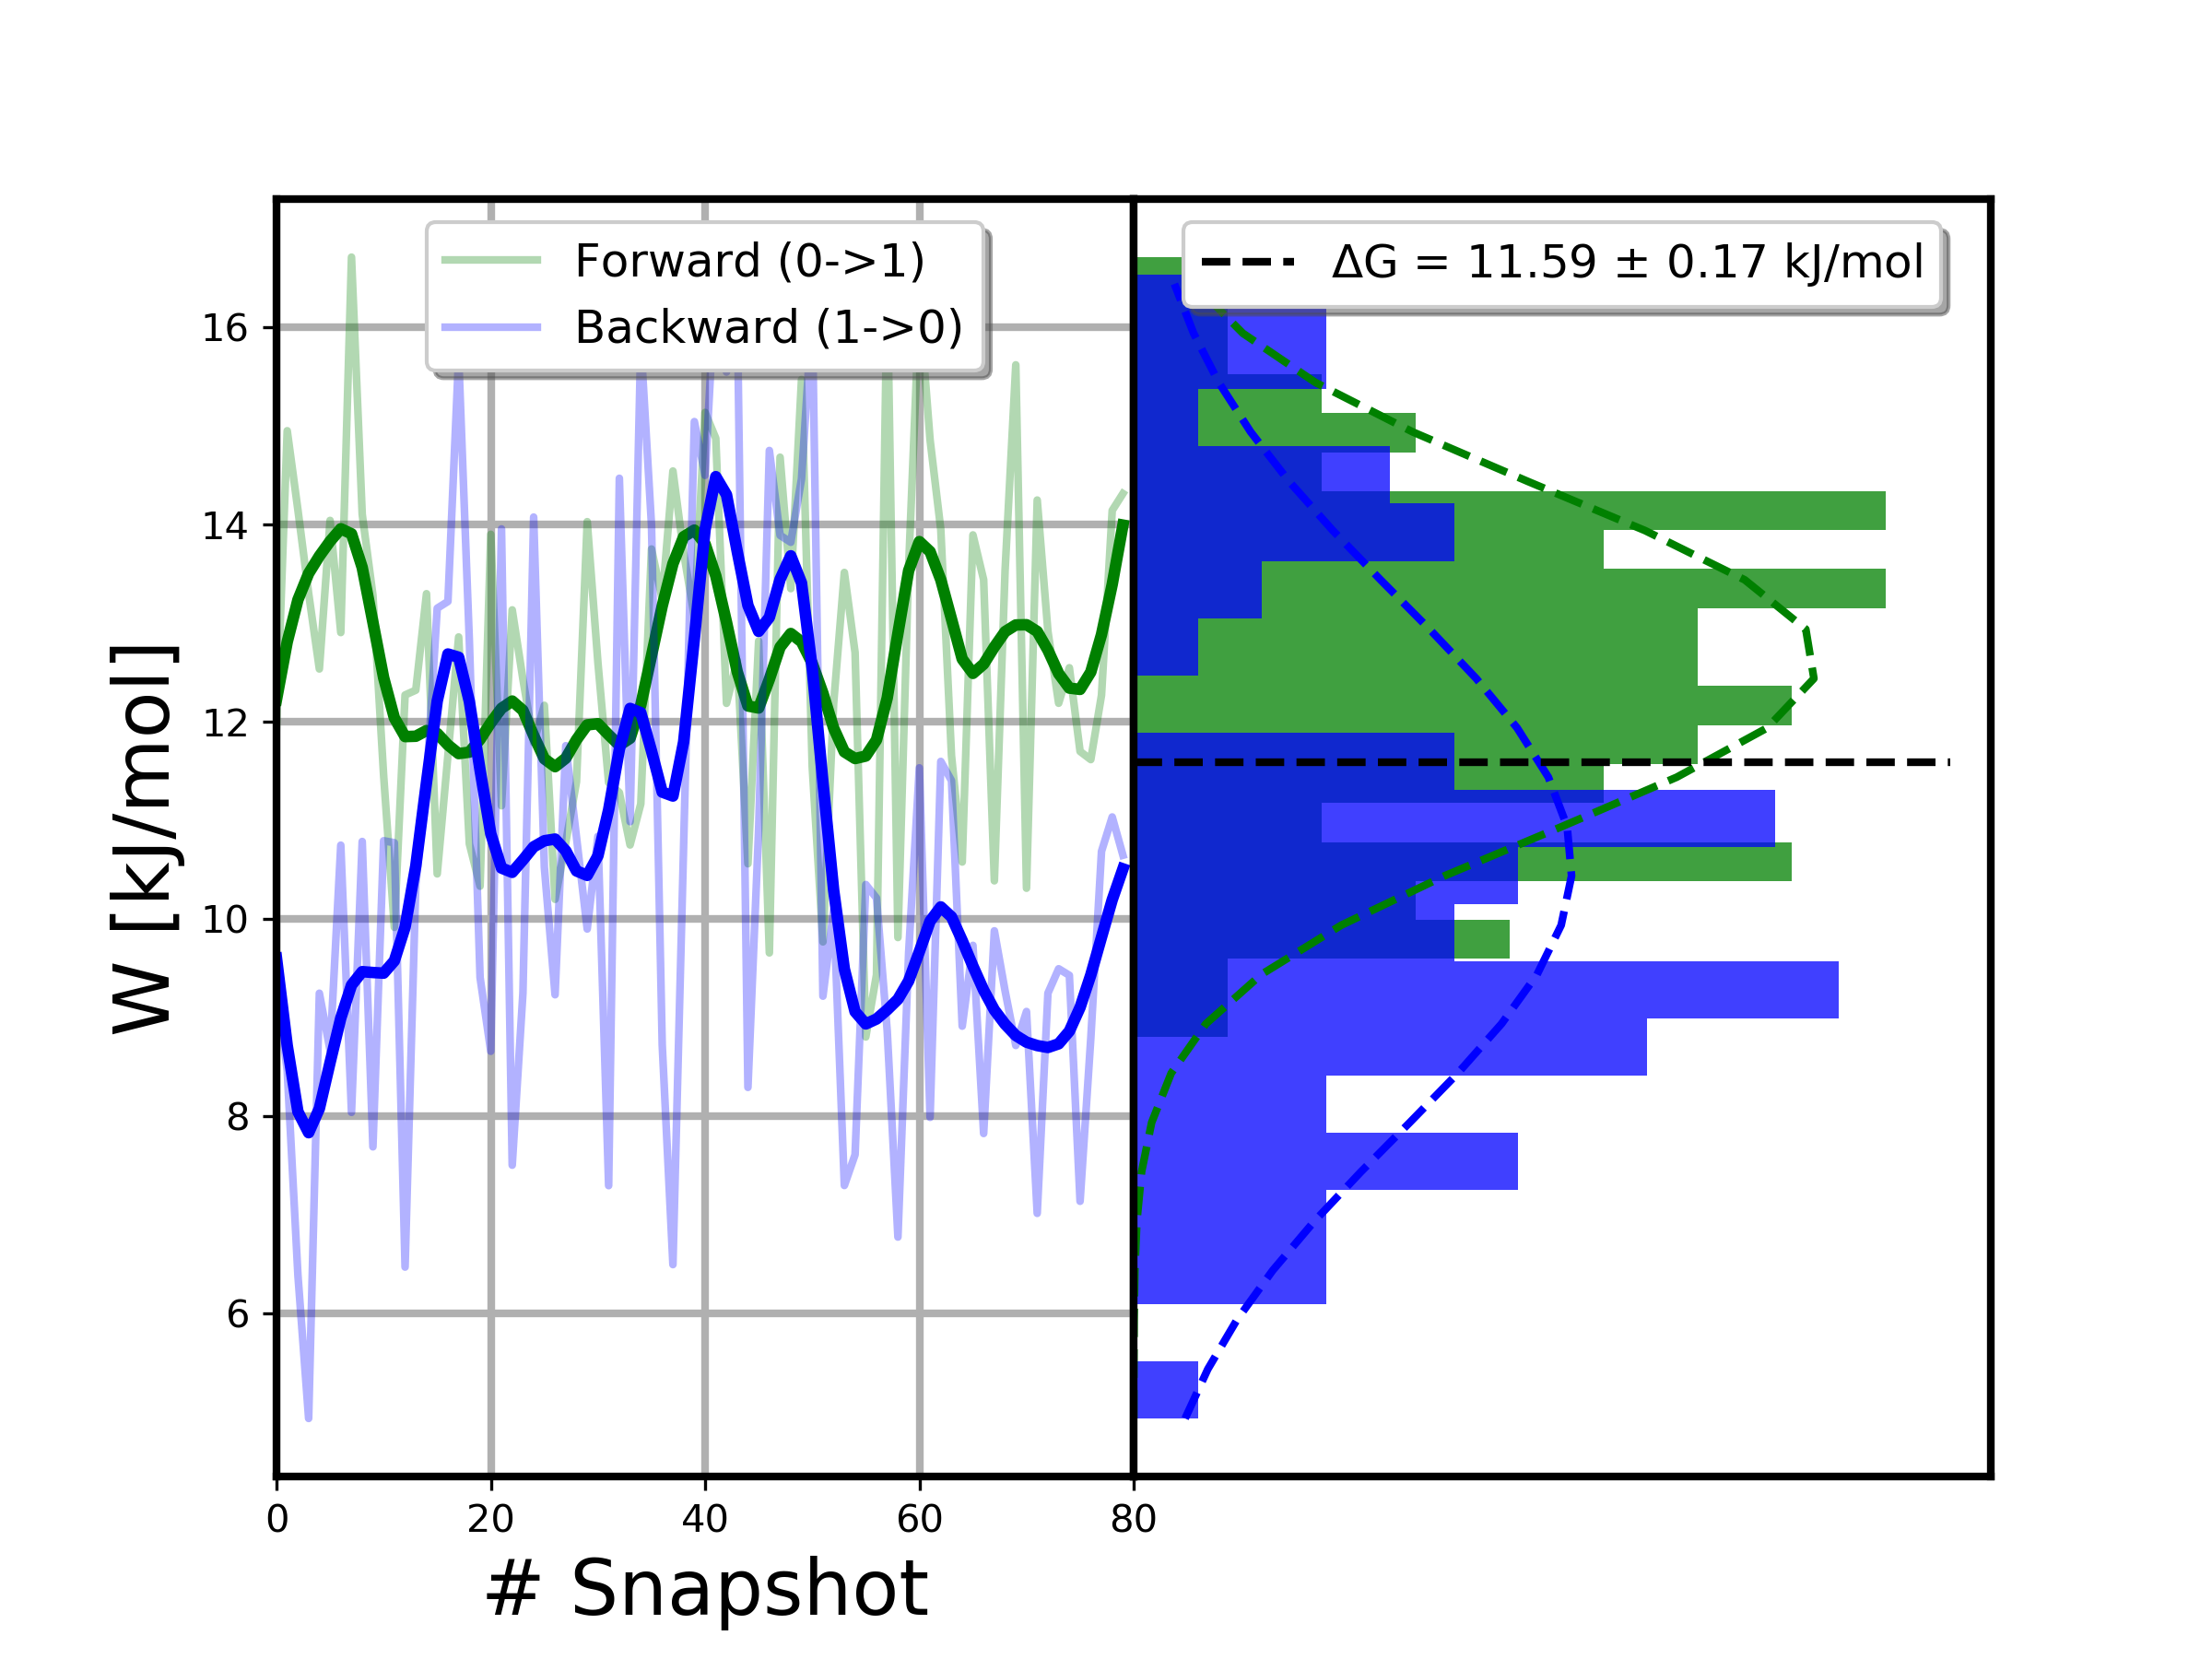 Forward (0->1)
Backward (1->0)
ΔG = 11.59 ± 0.17 kJ/mol
16
14
12
10
8
6
W [kJ/mol]
0 20 40 60 80
# Snapshot